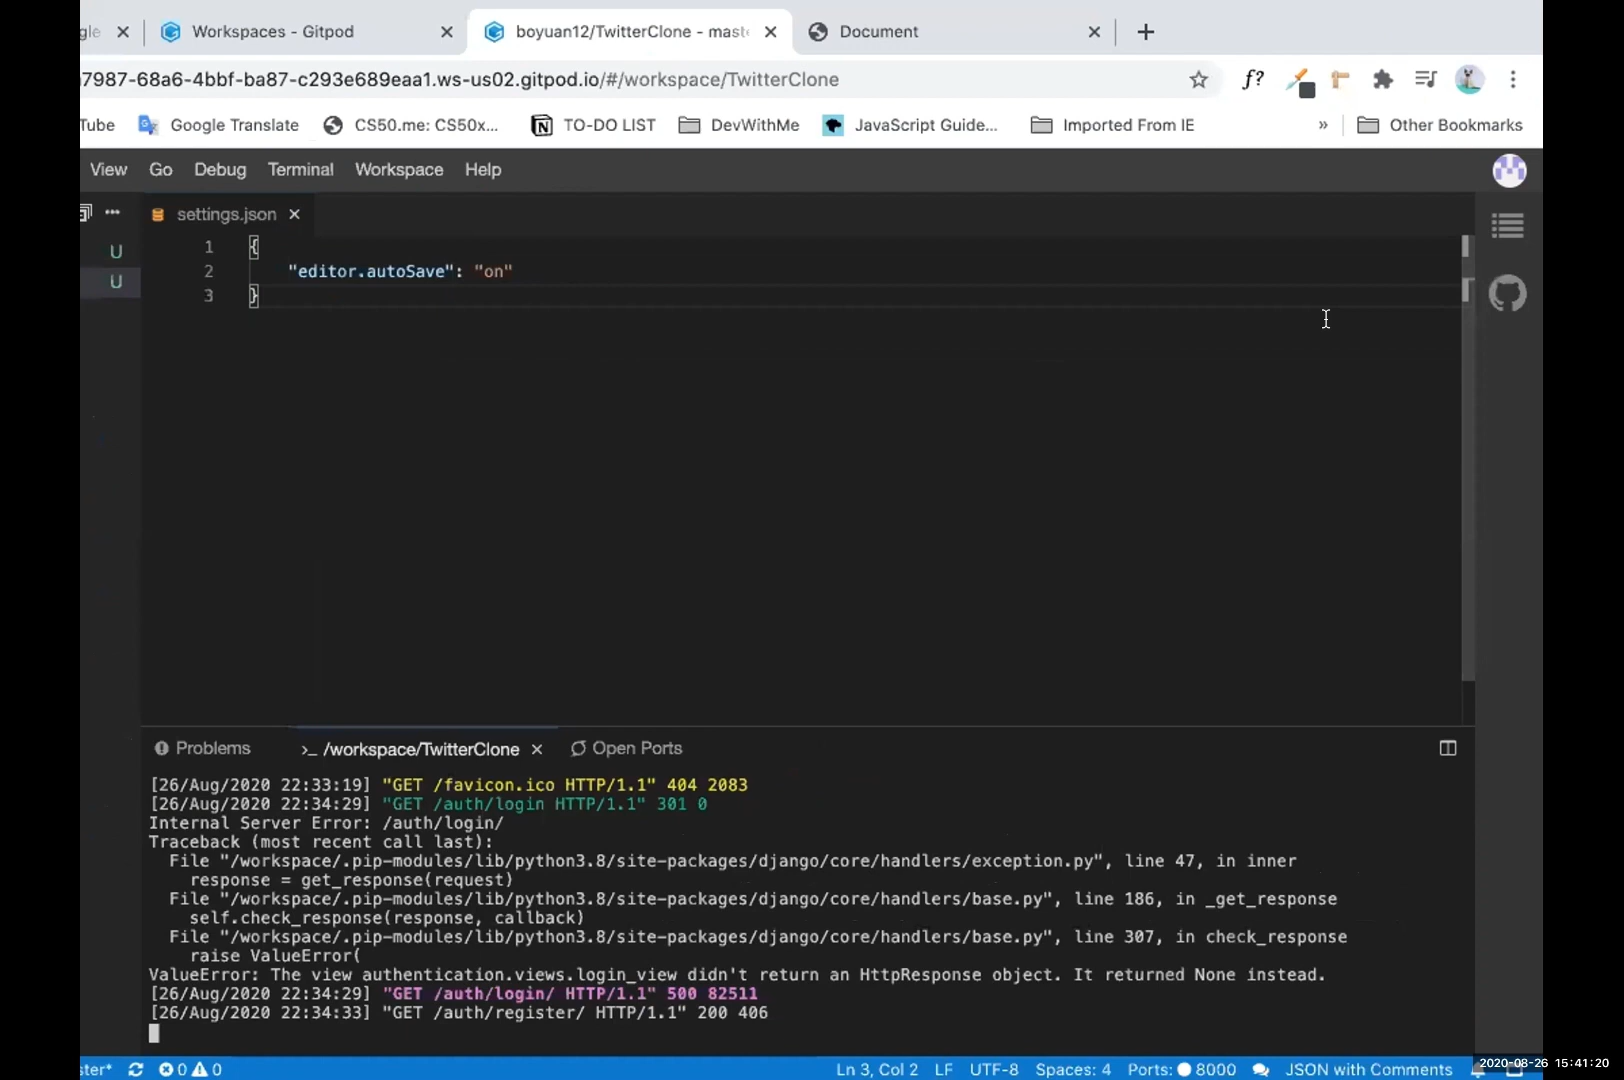 gle
Workspaces - Gitpod
boyuan12/TwitterClone - mast
Document
7987-68a6-4bbf-ba87-c293e689eaa1.ws-us02.gitpod.io/#/workspace/TwitterClone
f?
Tube
Google Translate
CS50.me: CS50x...
TO-DO LIST
DevWithMe
JavaScript Guide...
Imported From IE
»
Other Bookmarks
View Go Debug Terminal Workspace Help
settings.json
U
U
1 {
2 "editor.autoSave": "on"
3 }
Problems
>_ /workspace/TwitterClone
Open Ports
[26/Aug/2020 22:33:19] "GET /favicon.ico HTTP/1.1" 404 2083
[26/Aug/2020 22:34:29] "GET /auth/login HTTP/1.1" 301 0
Internal Server Error: /auth/login/
Traceback (most recent call last):
File "/workspace/.pip-modules/lib/python3.8/site-packages/django/core/handlers/exception.py", line 47, in inner
response = get_response(request)
File "/workspace/.pip-modules/lib/python3.8/site-packages/django/core/handlers/base.py", line 186, in _get_response
self.check_response(response, callback)
File "/workspace/.pip-modules/lib/python3.8/site-packages/django/core/handlers/base.py", line 307, in check_response
raise ValueError(
ValueError: The view authentication.views.login_view didn't return an HttpResponse object. It returned None instead.
[26/Aug/2020 22:34:29] "GET /auth/login/ HTTP/1.1" 500 82511
[26/Aug/2020 22:34:33] "GET /auth/register/ HTTP/1.1" 200 406
ster* 0 0 Ln 3, Col 2 LF UTF-8 Spaces: 4 Ports: 8000 JSON with Comments
2020-08-26 15:41:20